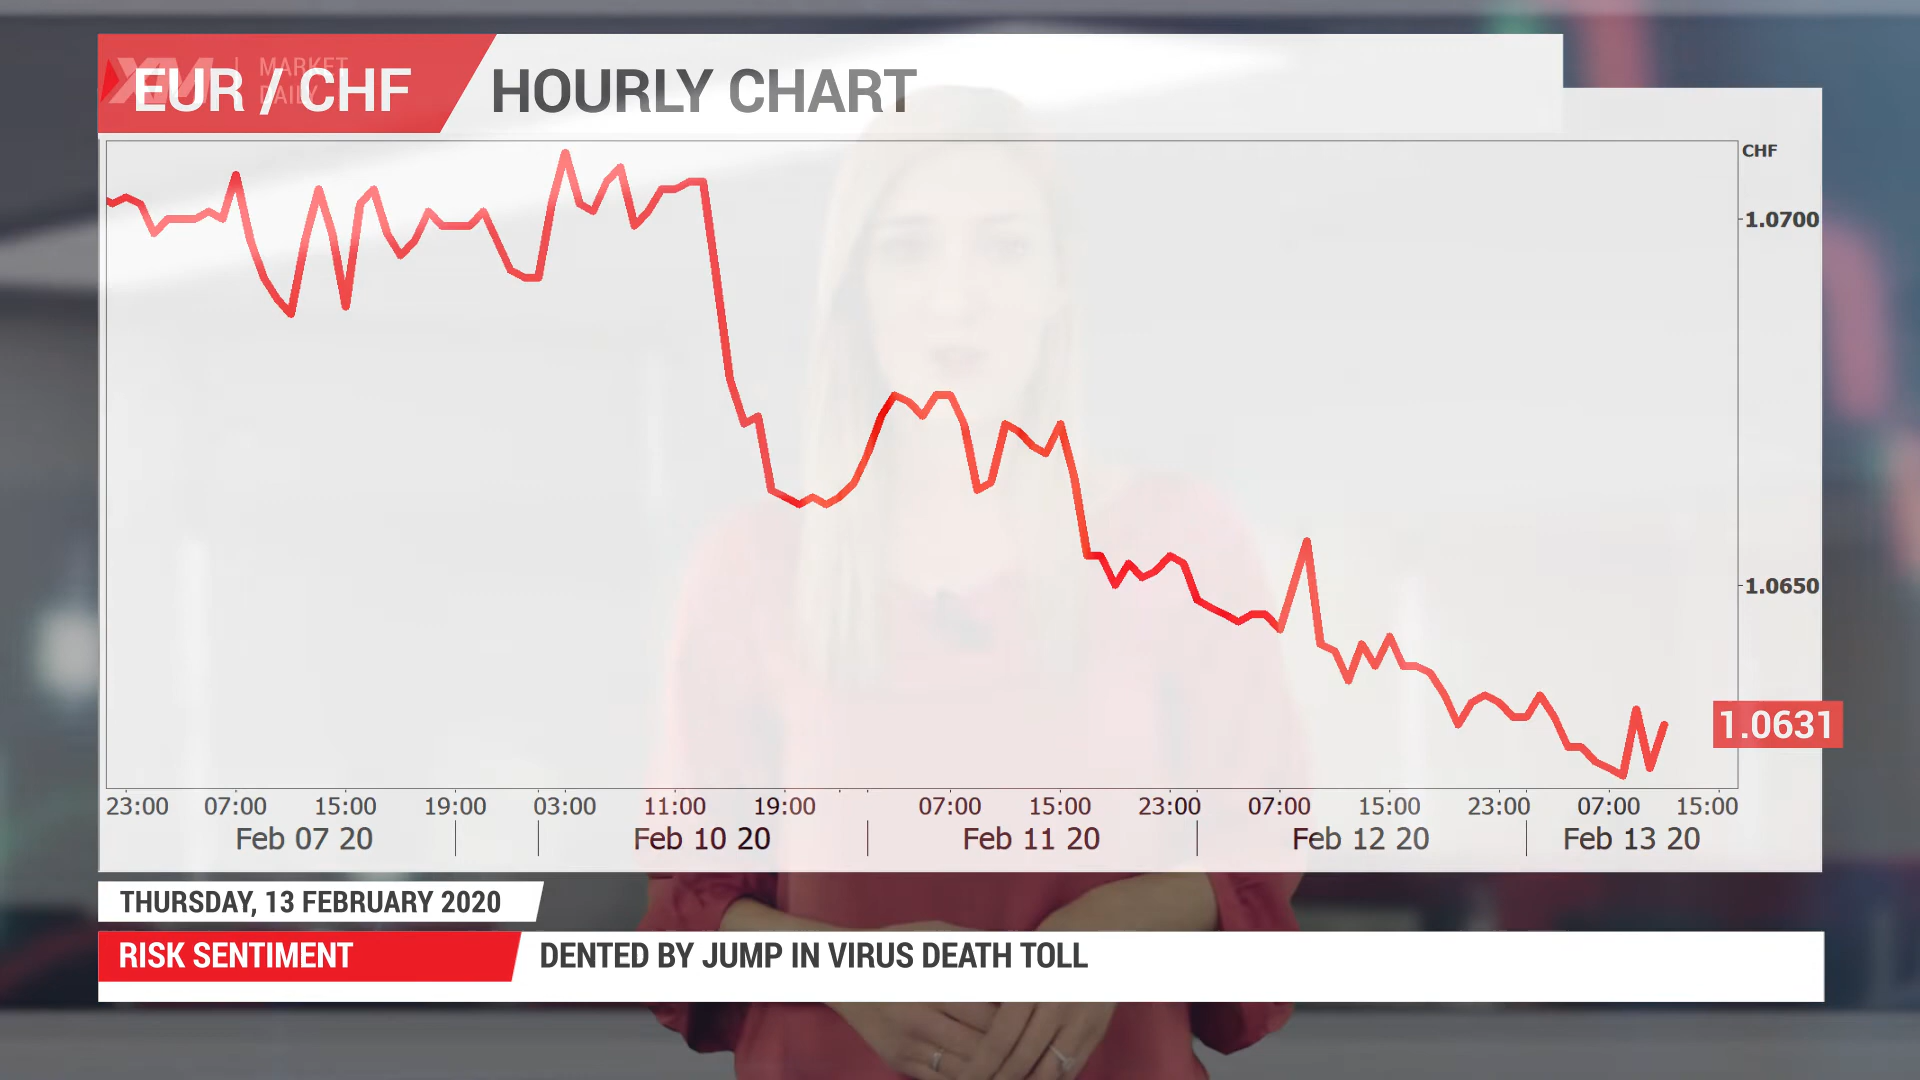 XM | MARKET DAILY
EUR / CHF HOURLY CHART
CHF
1.0700
1.0650
1.0631
23:00 07:00 15:00 19:00 03:00 11:00 19:00 07:00 15:00 23:00 07:00 15:00 23:00 07:00 15:00
Feb 07 20 Feb 10 20 Feb 11 20 Feb 12 20 Feb 13 20
THURSDAY, 13 FEBRUARY 2020
RISK SENTIMENT DENTED BY JUMP IN VIRUS DEATH TOLL